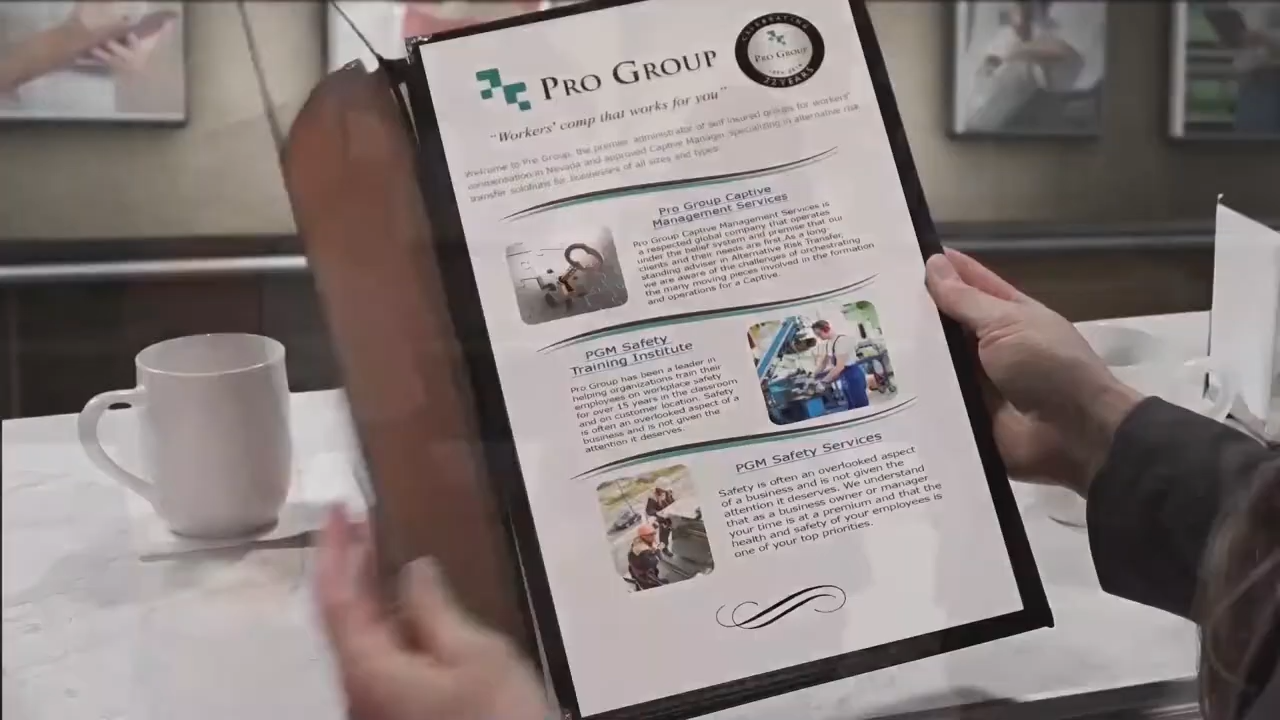 PRO GROUP
"Workers' comp that works for you"
CELEBRATING
PRO GROUP
22 YEARS
Welcome to Pro Group, the premier administrator of self insured groups for workers'
compensation in Nevada and approved Captive Manager, specializing in alternative risk
transfer solutions for businesses of all sizes and types.
Pro Group Captive
Management Services
Pro Group Captive Management Services is
a respected global company that operates
under the belief system and premise that our
clients and their needs are first. As a long-
standing adviser in Alternative Risk Transfer,
we are aware of the challenges of orchestrating
the many moving pieces involved in the formation
and operations for a Captive.
PGM Safety
Training Institute
Pro Group has been a leader in
helping organizations train their
employees on workplace safety
for over 15 years in the classroom
and on customer location. Safety
is often an overlooked aspect of a
business and is not given the
attention it deserves.
PGM Safety Services
Safety is often an overlooked aspect
of a business and is not given the
attention it deserves. We understand
that as a business owner or manager
your time is at a premium and that the
health and safety of your employees is
one of your top priorities.